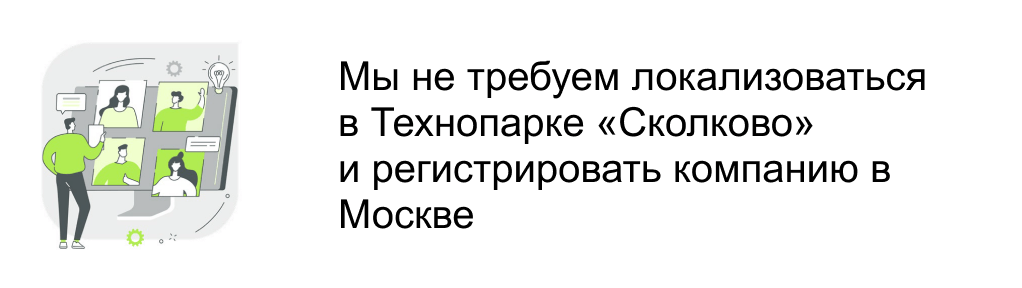 Мы не требуем локализоваться
в Технопарке «Сколково»
и регистрировать компанию в
Москве